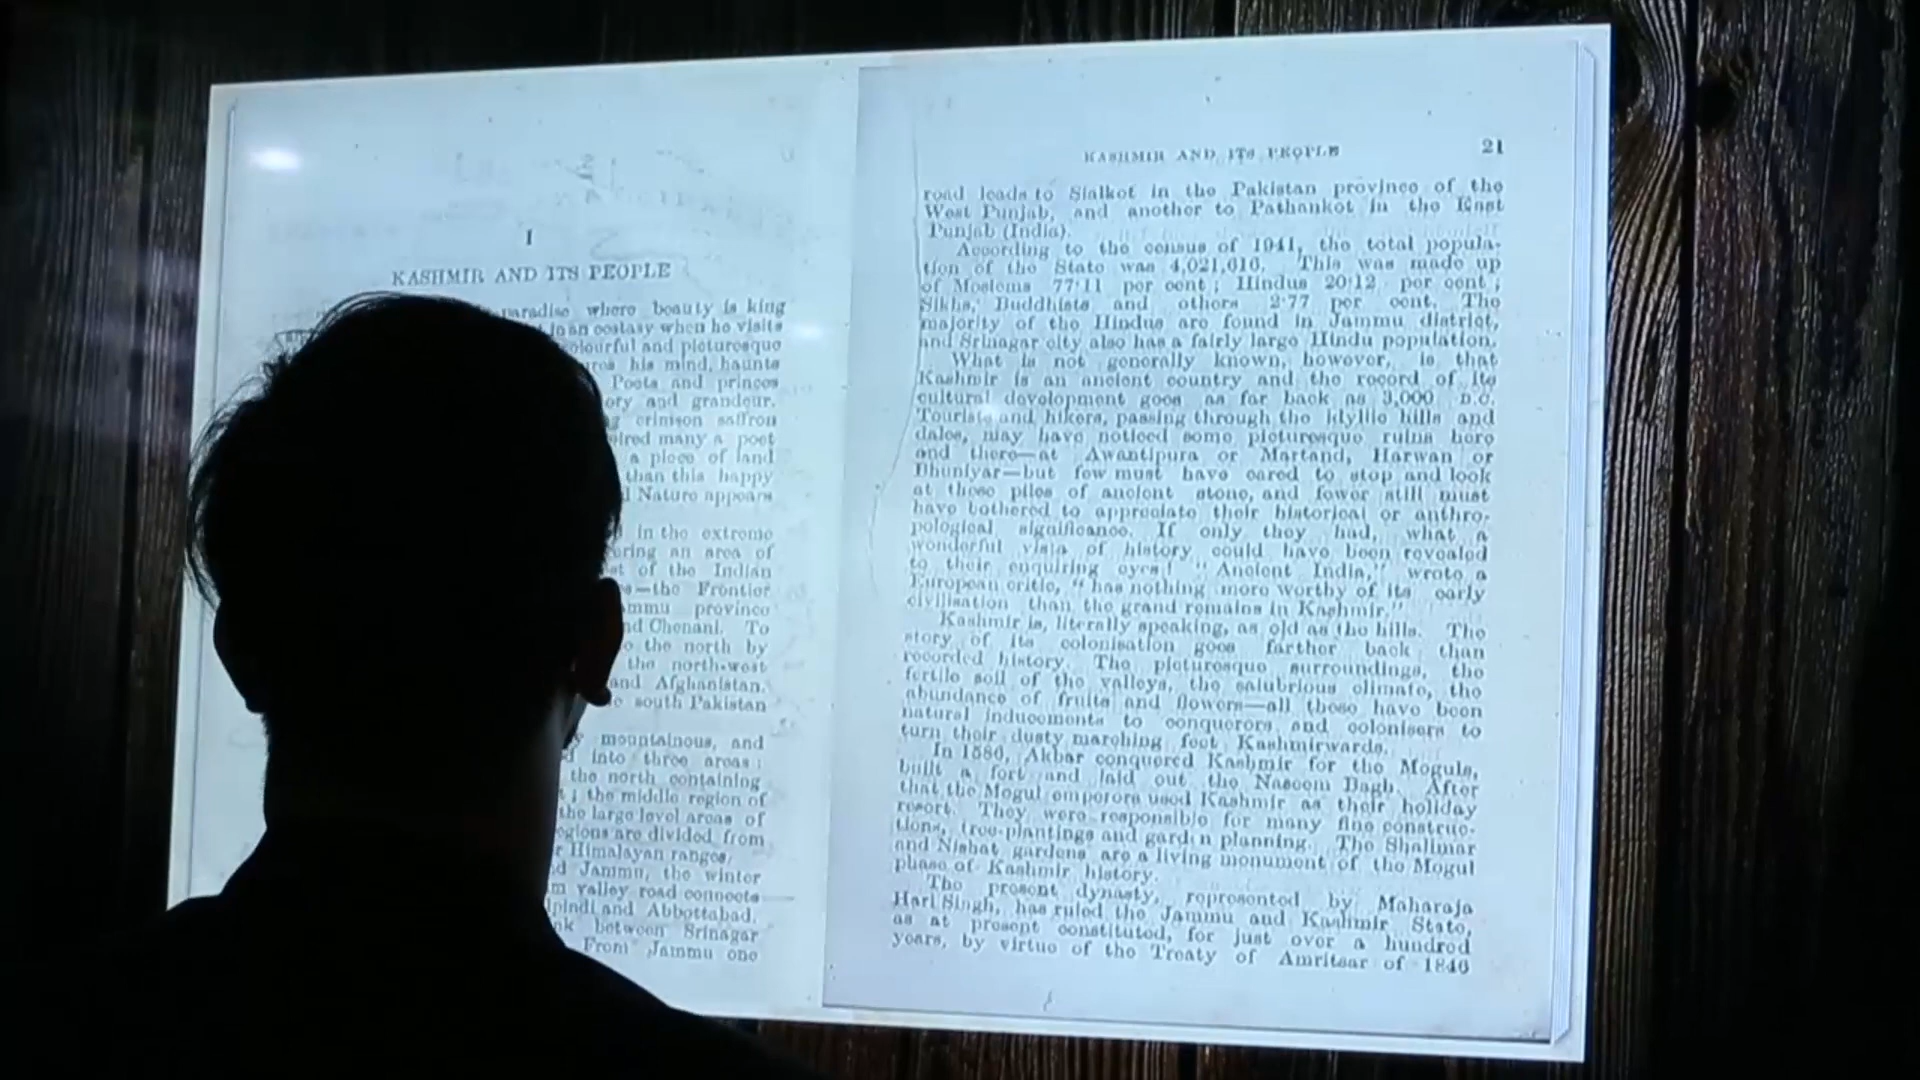 I
KASHMIR AND ITS PEOPLE
paradise where beauty is king
in an ecstasy when he visits
colourful and picturesque
his mind, haunts
Poets and princes
ory and grandeur.
crimson saffron
ired many a poet
a piece of land
than this happy
Nature appears
in the extreme
ering an area of
of the Indian
—the Frontier
ammu province
nd Chenani. To
the north by
the north-west
and Afghanistan.
south Pakistan
mountainous, and
into three areas:
the north containing
; the middle region of
the large level areas of
egions are divided from
Himalayan ranges.
Jammu, the winter
valley road connects
lpindi and Abbottabad.
between Srinagar
From Jammu one
KASHMIR AND ITS PEOPLE 21
road leads to Sialkot in the Pakistan province of the
West Punjab, and another to Pathankot in the East
Punjab (India).
According to the census of 1941, the total popula-
tion of the State was 4,021,616. This was made up
of Moslems 77·11 per cent; Hindus 20·12 per cent;
Sikhs, Buddhists and others 2·77 per cent. The
majority of the Hindus are found in Jammu district,
and Srinagar city also has a fairly large Hindu population.
What is not generally known, however, is that
Kashmir is an ancient country and the record of its
cultural development goes as far back as 3,000 B.C.
Tourists and hikers, passing through the idyllic hills and
dales, may have noticed some picturesque ruins here
and there—at Awantipura or Martand, Harwan or
Bhuniyar—but few must have cared to stop and look
at these piles of ancient stone, and fewer still must
have bothered to appreciate their historical or anthro-
pological significance. If only they had, what a
wonderful vista of history could have been revealed
to their enquiring eyes! "Ancient India," wrote a
European critic, "has nothing more worthy of its early
civilisation than the grand remains in Kashmir."
Kashmir is, literally speaking, as old as the hills. The
story of its colonisation goes farther back than
recorded history. The picturesque surroundings, the
fertile soil of the valleys, the salubrious climate, the
abundance of fruits and flowers—all these have been
natural inducements to conquerors and colonisers to
turn their dusty marching feet Kashmirwards.
In 1586, Akbar conquered Kashmir for the Moguls,
built a fort and laid out the Naseem Bagh. After
that the Mogul emperors used Kashmir as their holiday
resort. They were responsible for many fine construc-
tions, tree-plantings and garden planning. The Shalimar
and Nishat gardens are a living monument of the Mogul
phase of Kashmir history.
The present dynasty, represented by Maharaja
Hari Singh, has ruled the Jammu and Kashmir State,
as at present constituted, for just over a hundred
years, by virtue of the Treaty of Amritsar of 1846